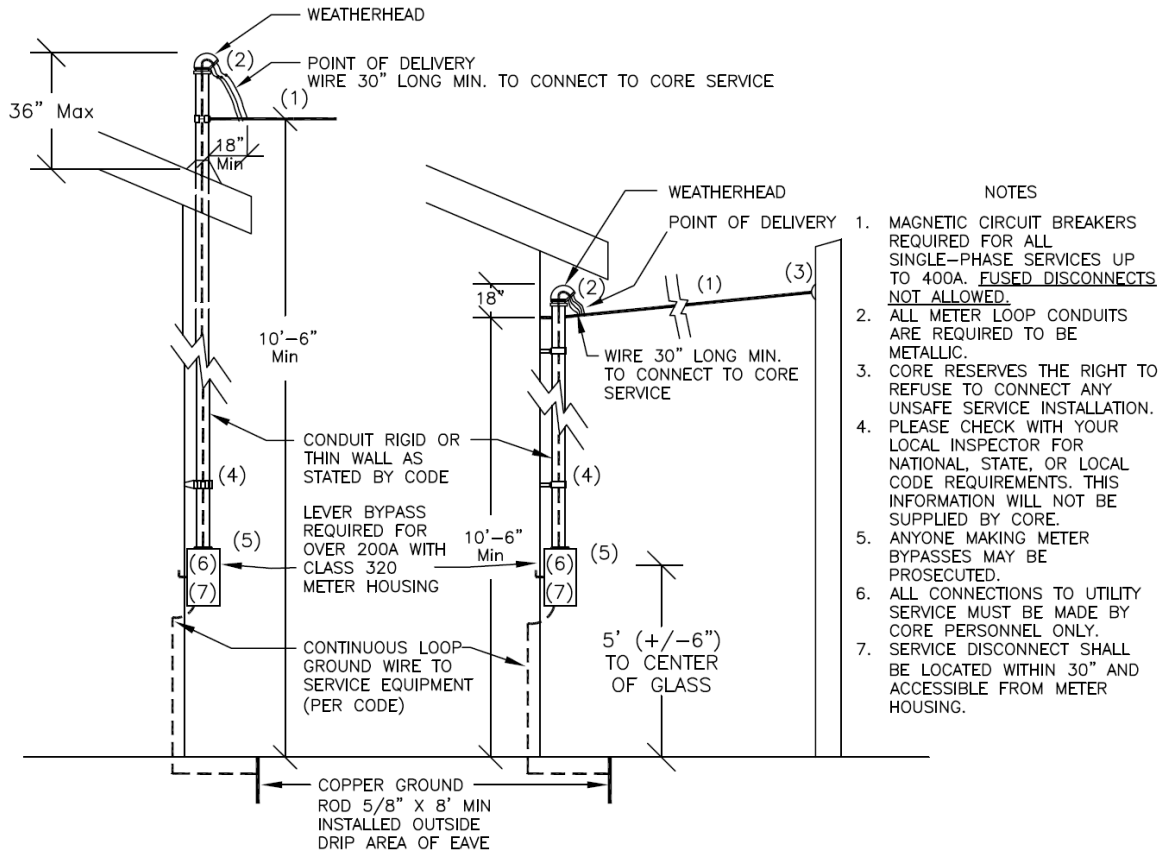 WEATHERHEAD
(2)
POINT OF DELIVERY
WIRE 30" LONG MIN. TO CONNECT TO CORE SERVICE
(1)
36" Max
18"
Min
10'-6"
Min
CONDUIT RIGID OR
THIN WALL AS
STATED BY CODE
(4)
LEVER BYPASS
REQUIRED FOR
OVER 200A WITH
CLASS 320
METER HOUSING
(5)
(6)
(7)
CONTINUOUS LOOP
GROUND WIRE TO
SERVICE EQUIPMENT
(PER CODE)
COPPER GROUND
ROD 5/8" X 8' MIN
INSTALLED OUTSIDE
DRIP AREA OF EAVE
WEATHERHEAD
POINT OF DELIVERY
(2)
(1)
(3)
18"
WIRE 30" LONG MIN.
TO CONNECT TO CORE
SERVICE
(4)
10'-6"
Min
(5)
(6)
(7)
5' (+/-6")
TO CENTER
OF GLASS
NOTES
1. MAGNETIC CIRCUIT BREAKERS
REQUIRED FOR ALL
SINGLE-PHASE SERVICES UP
TO 400A. FUSED DISCONNECTS
NOT ALLOWED.
2. ALL METER LOOP CONDUITS
ARE REQUIRED TO BE
METALLIC.
3. CORE RESERVES THE RIGHT TO
REFUSE TO CONNECT ANY
UNSAFE SERVICE INSTALLATION.
4. PLEASE CHECK WITH YOUR
LOCAL INSPECTOR FOR
NATIONAL, STATE, OR LOCAL
CODE REQUIREMENTS. THIS
INFORMATION WILL NOT BE
SUPPLIED BY CORE.
5. ANYONE MAKING METER
BYPASSES MAY BE
PROSECUTED.
6. ALL CONNECTIONS TO UTILITY
SERVICE MUST BE MADE BY
CORE PERSONNEL ONLY.
7. SERVICE DISCONNECT SHALL
BE LOCATED WITHIN 30" AND
ACCESSIBLE FROM METER
HOUSING.